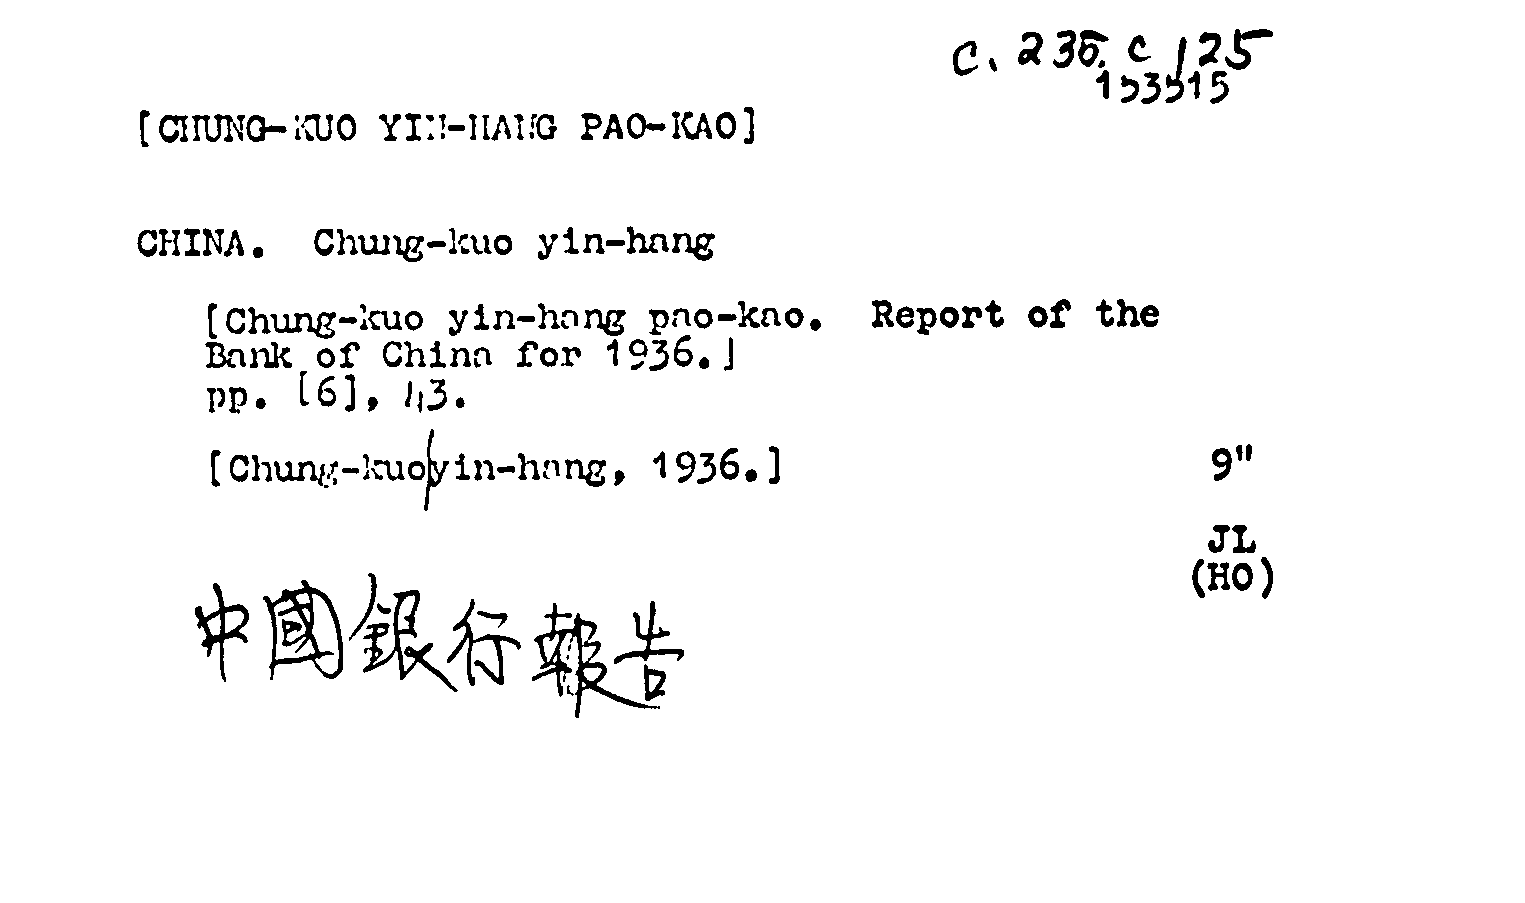 c. 236. c 125
153515
[CHUNG-KUO YIN-HANG PAO-KAO]
CHINA. Chung-kuo yin-hang
[Chung-kuo yin-hang pao-kao. Report of the
Bank of China for 1936.]
pp. [6], 43.
[Chung-kuo yin-hang, 1936.] 9"
JL
(HO)
中國銀行報告